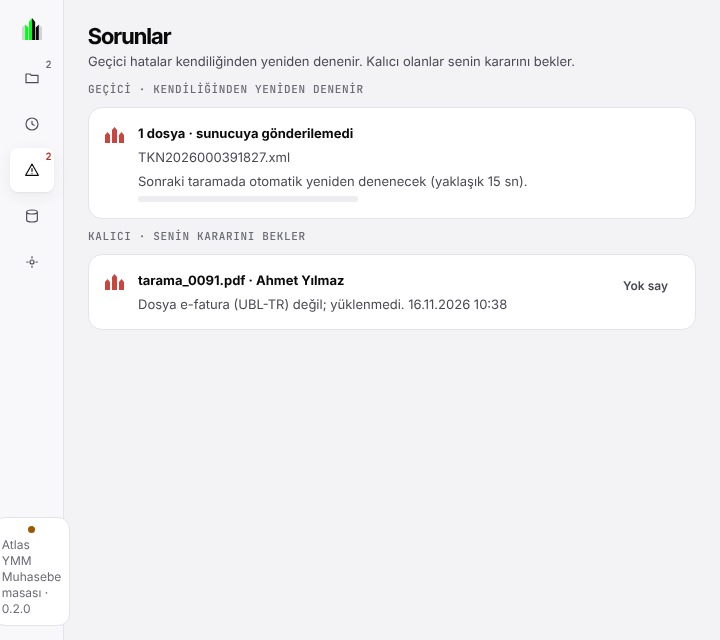 Sorunlar
Geçici hatalar kendiliğinden yeniden denenir. Kalıcı olanlar senin kararını bekler.
GEÇİCİ · KENDİLİĞİNDEN YENİDEN DENENİR
1 dosya · sunucuya gönderilemedi
TKN2026000391827.xml
Sonraki taramada otomatik yeniden denenecek (yaklaşık 15 sn).
KALICI · SENİN KARARINI BEKLER
tarama_0091.pdf · Ahmet Yılmaz
Yok say
Dosya e-fatura (UBL-TR) değil; yüklenmedi. 16.11.2026 10:38
2
2
Atlas
YMM
Muhasebe
masası ·
0.2.0